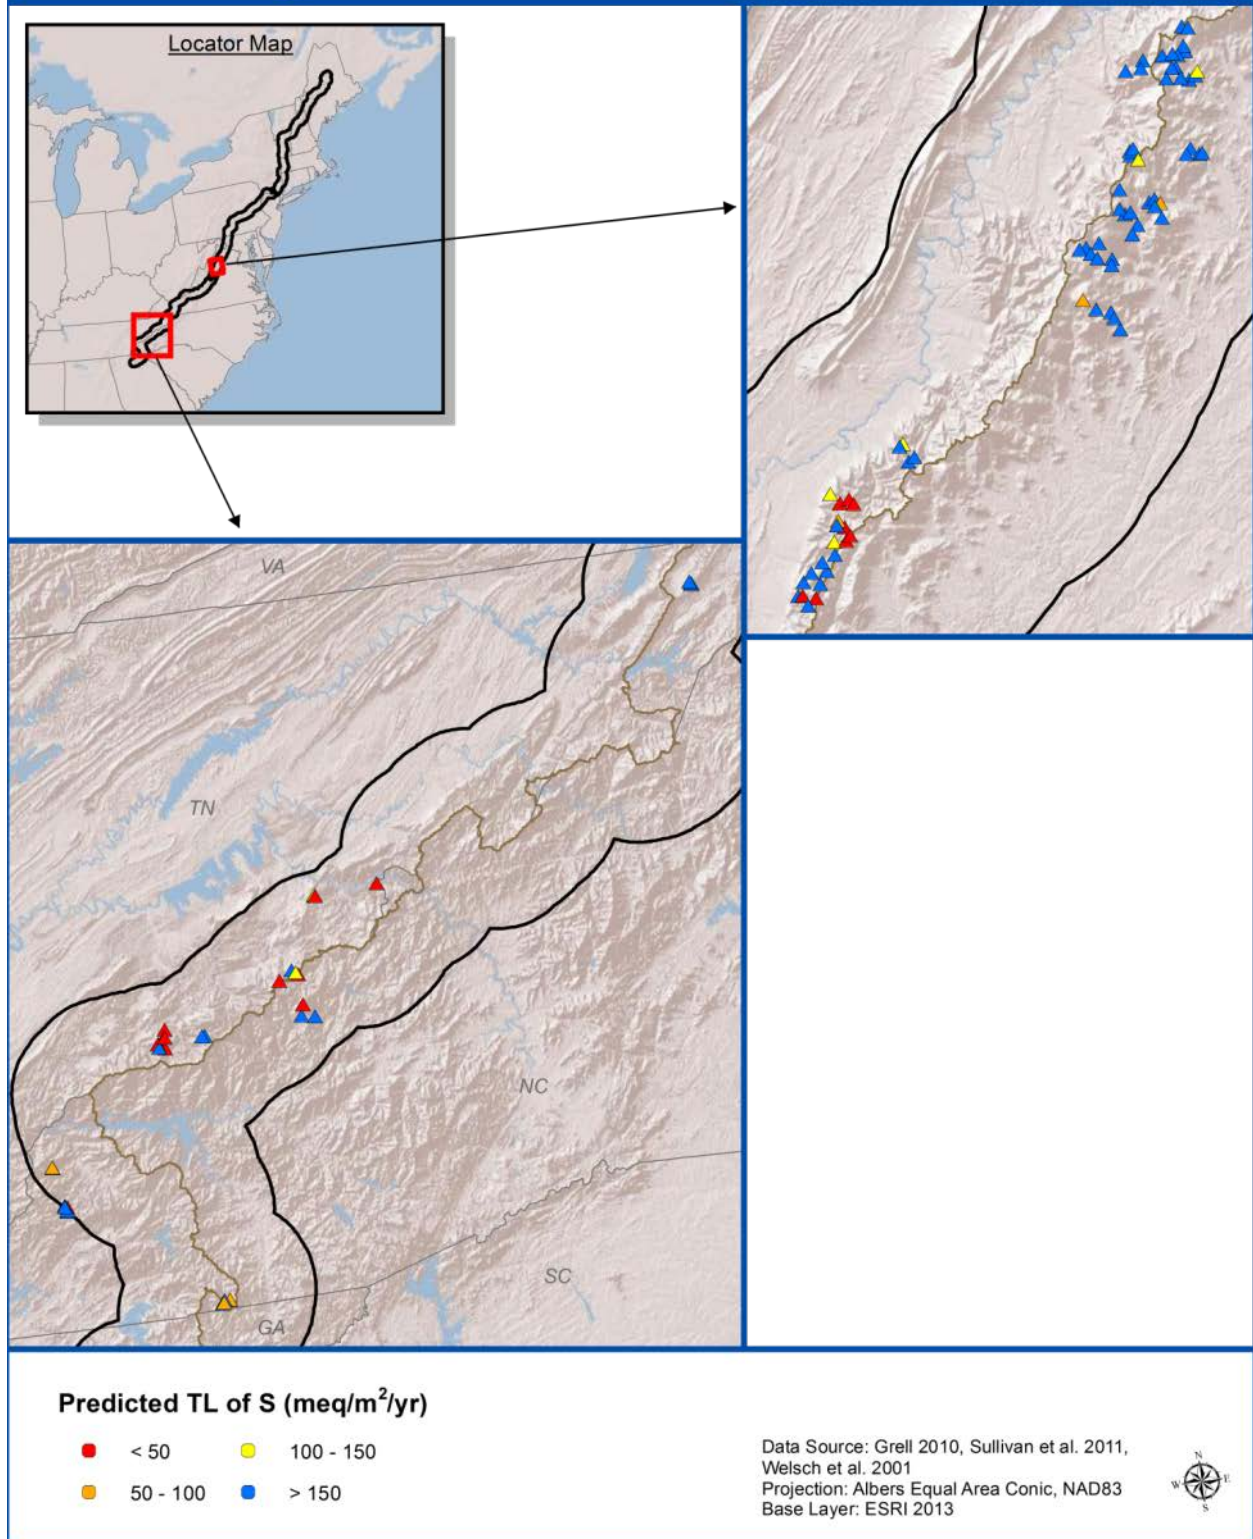 Locator Map
VA
TN
NC
SC
GA
Predicted TL of S (meq/m²/yr)
< 50
100 - 150
50 - 100
> 150
Data Source: Grell 2010, Sullivan et al. 2011,
Welsch et al. 2001
Projection: Albers Equal Area Conic, NAD83
Base Layer: ESRI 2013
N
W
E
S